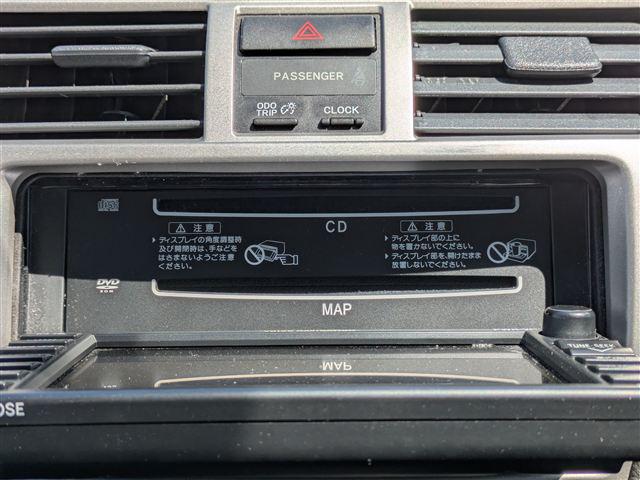 PASSENGER
ODO
TRIP
CLOCK
CD
注意
ディスプレイの角度調整時
及び開閉時は、手などを
はさまないようご注意
ください。
注意
ディスプレイ部の上に
物を置かないでください。
ディスプレイ部を、開けたまま
放置しないでください。
DVD
ROM
MAP
MAP
TUNE·SEEK
OSE